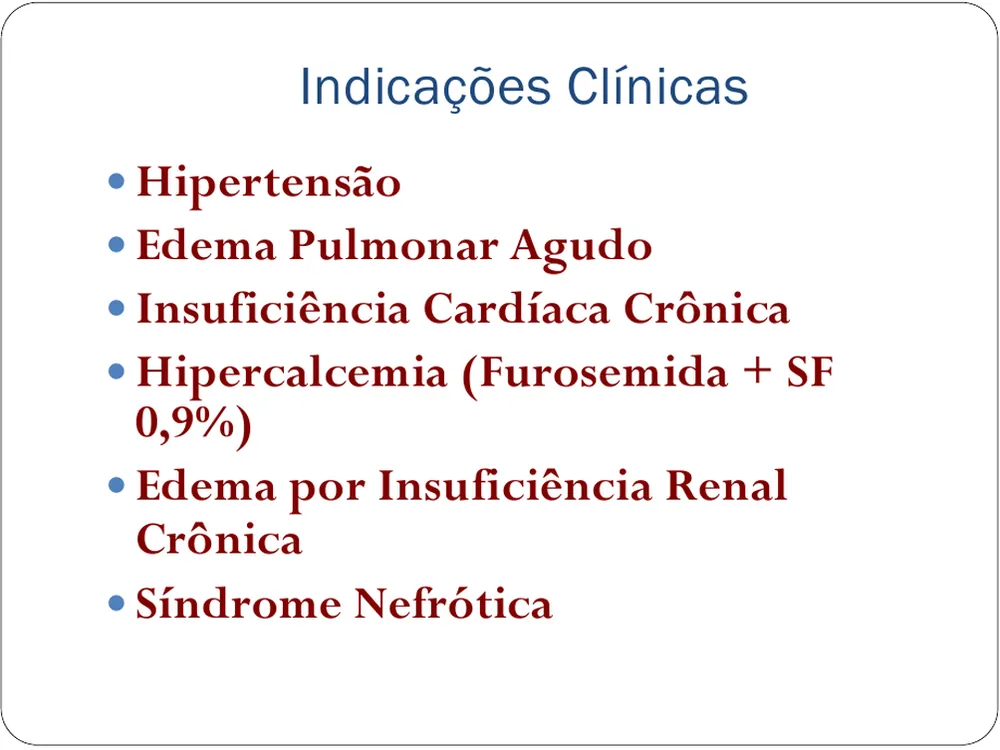 Indicações Clínicas
• Hipertensão
• Edema Pulmonar Agudo
• Insuficiência Cardíaca Crônica
• Hipercalcemia (Furosemida + SF
0,9%)
• Edema por Insuficiência Renal
Crônica
• Síndrome Nefrótica